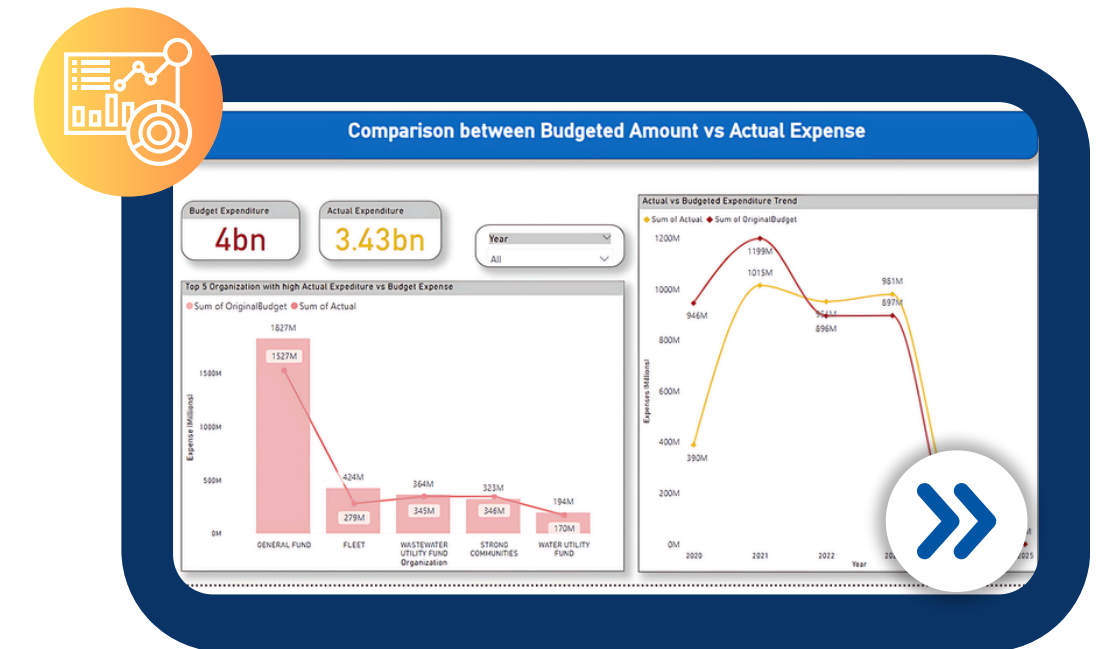 Comparison between Budgeted Amount vs Actual Expense
Budget Expenditure
4bn
Actual Expenditure
3.43bn
Year
All
Top 5 Organization with high Actual Expediture vs Budget Expense
Sum of OriginalBudget Sum of Actual
Expense (Millions)
1500M
1000M
500M
0M
1827M
1527M
424M
279M
364M
345M
323M
346M
194M
170M
GENERAL FUND
FLEET
WASTEWATER
UTILITY FUND
STRONG
COMMUNITIES
WATER UTILITY
FUND
Organization
Actual vs Budgeted Expenditure Trend
Sum of Actual Sum of OriginalBudget
Expenses (Millions)
1200M
1000M
800M
600M
400M
200M
0M
946M
390M
1199M
1015M
896M
981M
897M
2020
2021
2022
Year